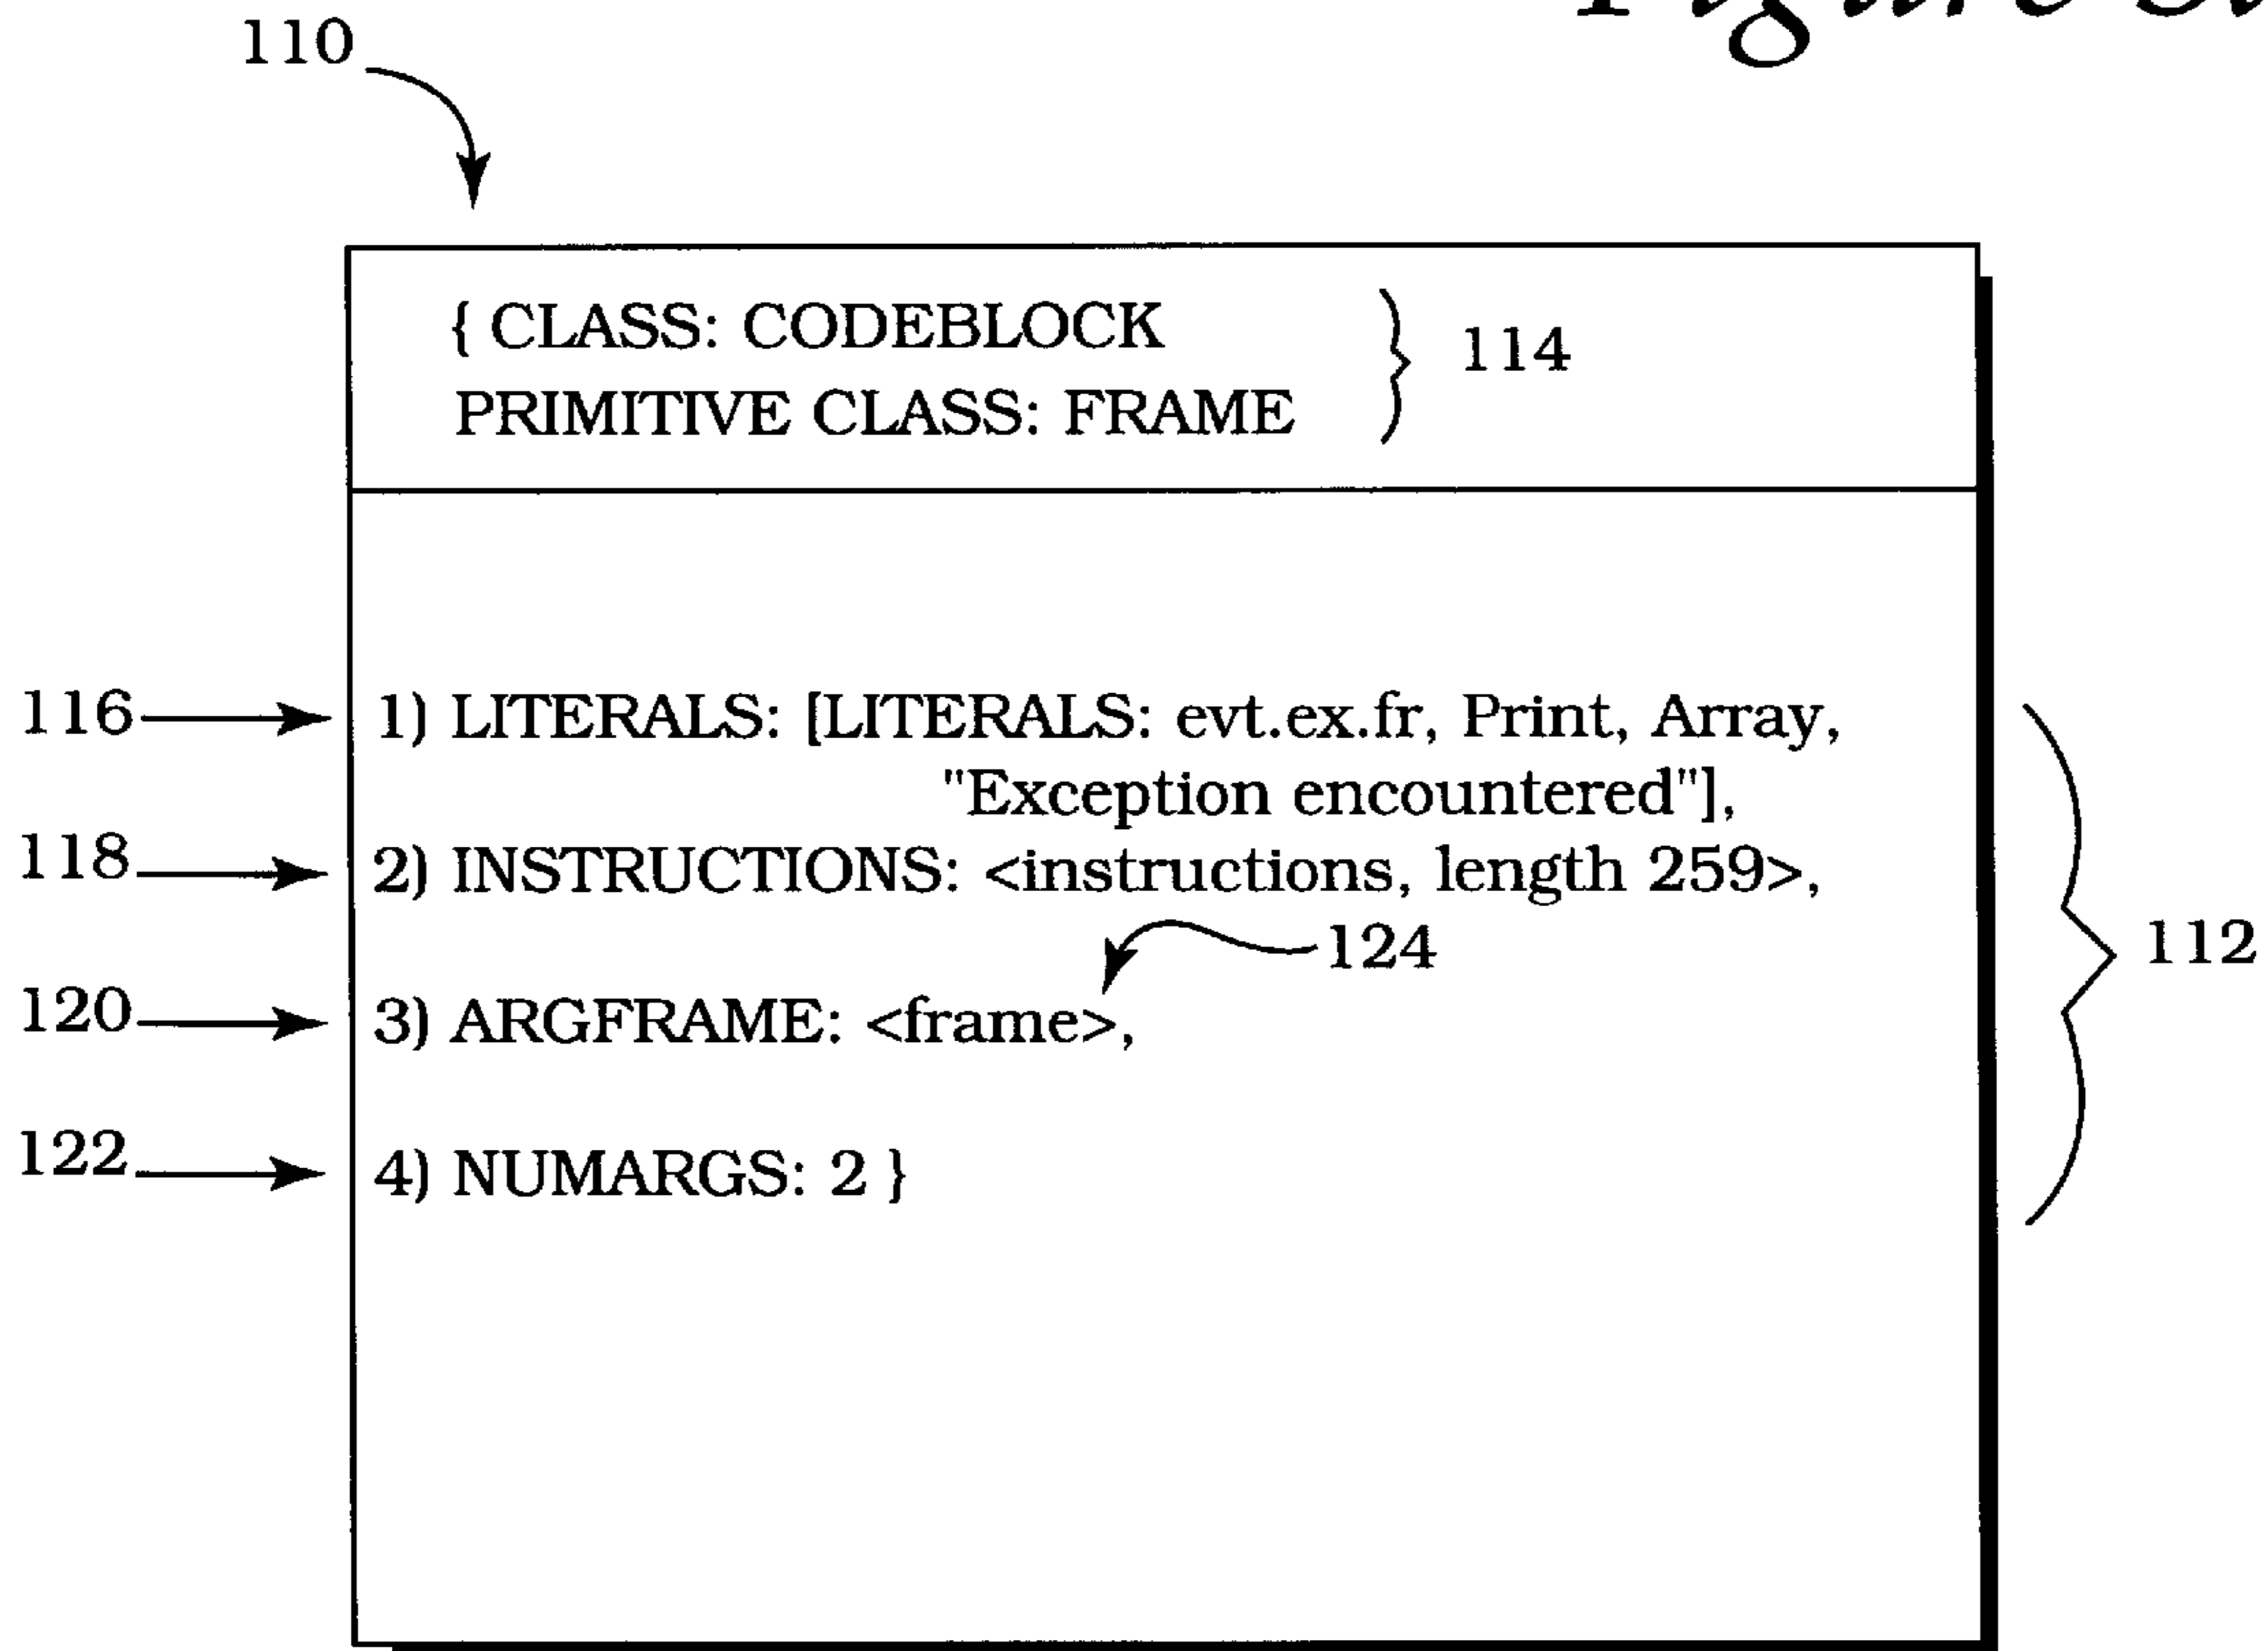 110
{ CLASS: CODEBLOCK
PRIMITIVE CLASS: FRAME
114
116 1) LITERALS: [LITERALS: evt.ex.fr, Print, Array,
"Exception encountered"],
118 2) INSTRUCTIONS: <instructions, length 259>,
124
112
120 3) ARGFRAME: <frame>,
122 4) NUMARGS: 2 }